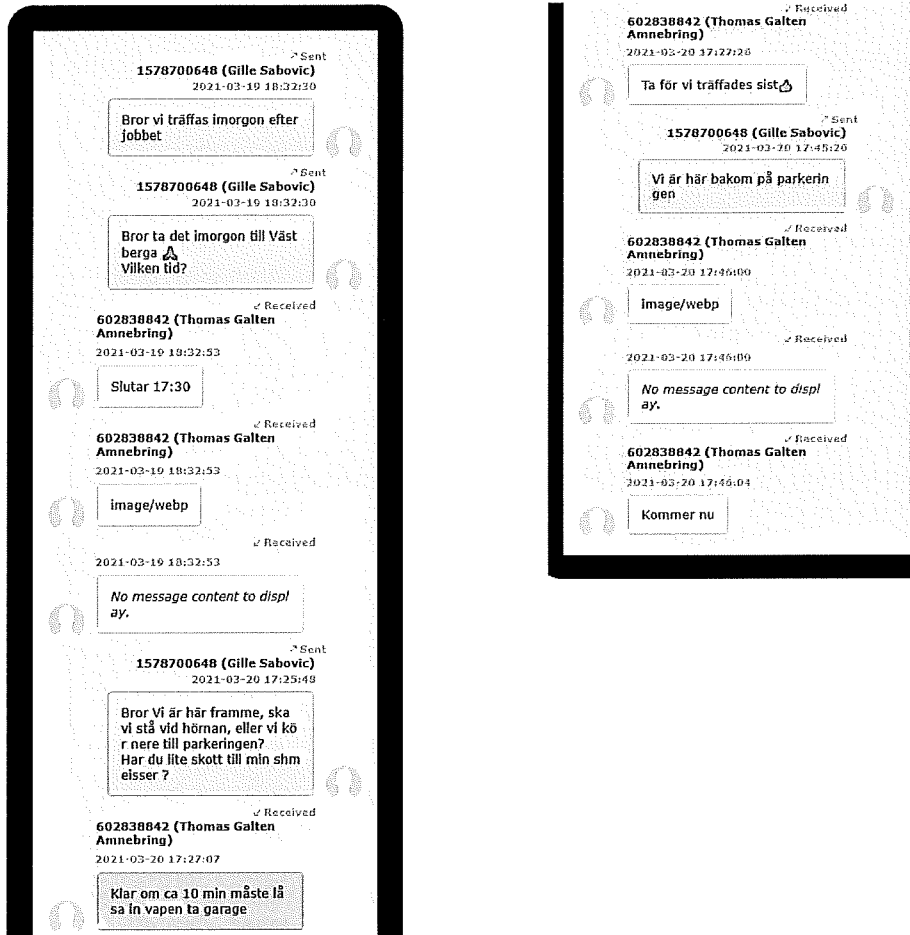 Sent
1578700648 (Gille Sabovic)
2021-03-19 18:32:30
Bror vi träffas imorgon efter
jobbet
Sent
1578700648 (Gille Sabovic)
2021-03-19 18:32:30
Bror ta det imorgon till Väst
berga 🙏
Vilken tid?
Received
602838842 (Thomas Galten
Amnebring)
2021-03-19 18:32:53
Slutar 17:30
Received
602838842 (Thomas Galten
Amnebring)
2021-03-19 18:32:53
image/webp
Received
2021-03-19 18:32:53
No message content to displ
ay.
Sent
1578700648 (Gille Sabovic)
2021-03-20 17:25:48
Bror Vi är här framme, ska
vi stå vid hörnan, eller vi kö
r nere till parkeringen?
Har du lite skott till min shm
eisser ?
Received
602838842 (Thomas Galten
Amnebring)
2021-03-20 17:27:07
Klar om ca 10 min måste lå
sa in vapen ta garage
Received
602838842 (Thomas Galten
Amnebring)
2021-03-20 17:27:26
Ta för vi träffades sist👍
Sent
1578700648 (Gille Sabovic)
2021-03-20 17:45:26
Vi är här bakom på parkerin
gen
Received
602838842 (Thomas Galten
Amnebring)
2021-03-20 17:46:00
image/webp
Received
2021-03-20 17:46:00
No message content to displ
ay.
Received
602838842 (Thomas Galten
Amnebring)
2021-03-20 17:46:04
Kommer nu